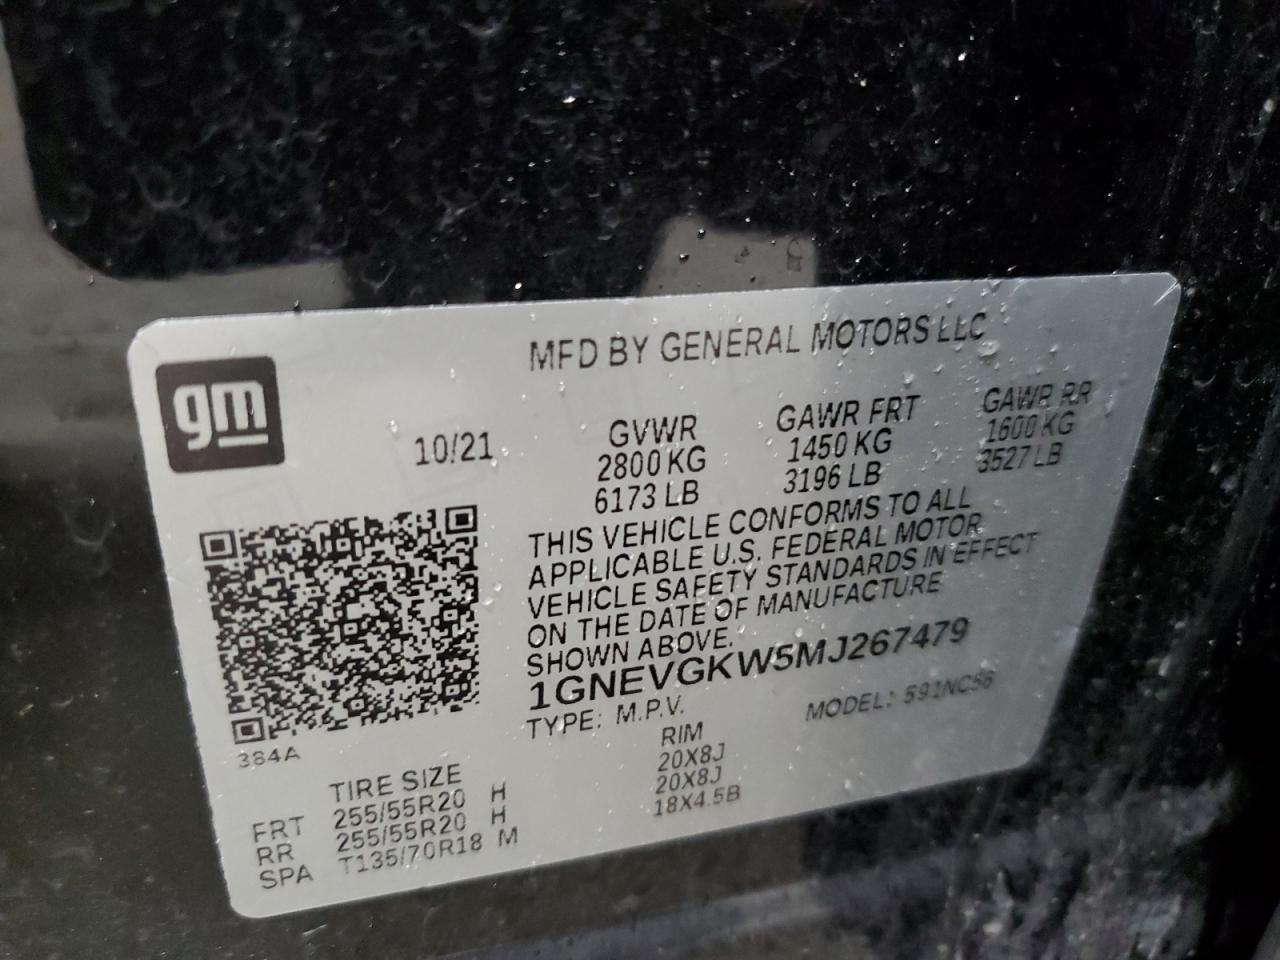 gm
MFD BY GENERAL MOTORS LLC
10/21
GVWR GAWR FRT GAWR RR
2800 KG 1450 KG 1600 KG
6173 LB 3196 LB 3527 LB
THIS VEHICLE CONFORMS TO ALL
APPLICABLE U.S. FEDERAL MOTOR
VEHICLE SAFETY STANDARDS IN EFFECT
ON THE DATE OF MANUFACTURE
SHOWN ABOVE.
1GNEVGKW5MJ267479
TYPE: M.P.V. MODEL: 591NC56
384A
TIRE SIZE RIM
FRT 255/55R20 H 20X8J
RR 255/55R20 H 20X8J
SPA T135/70R18 M 18X4.5B